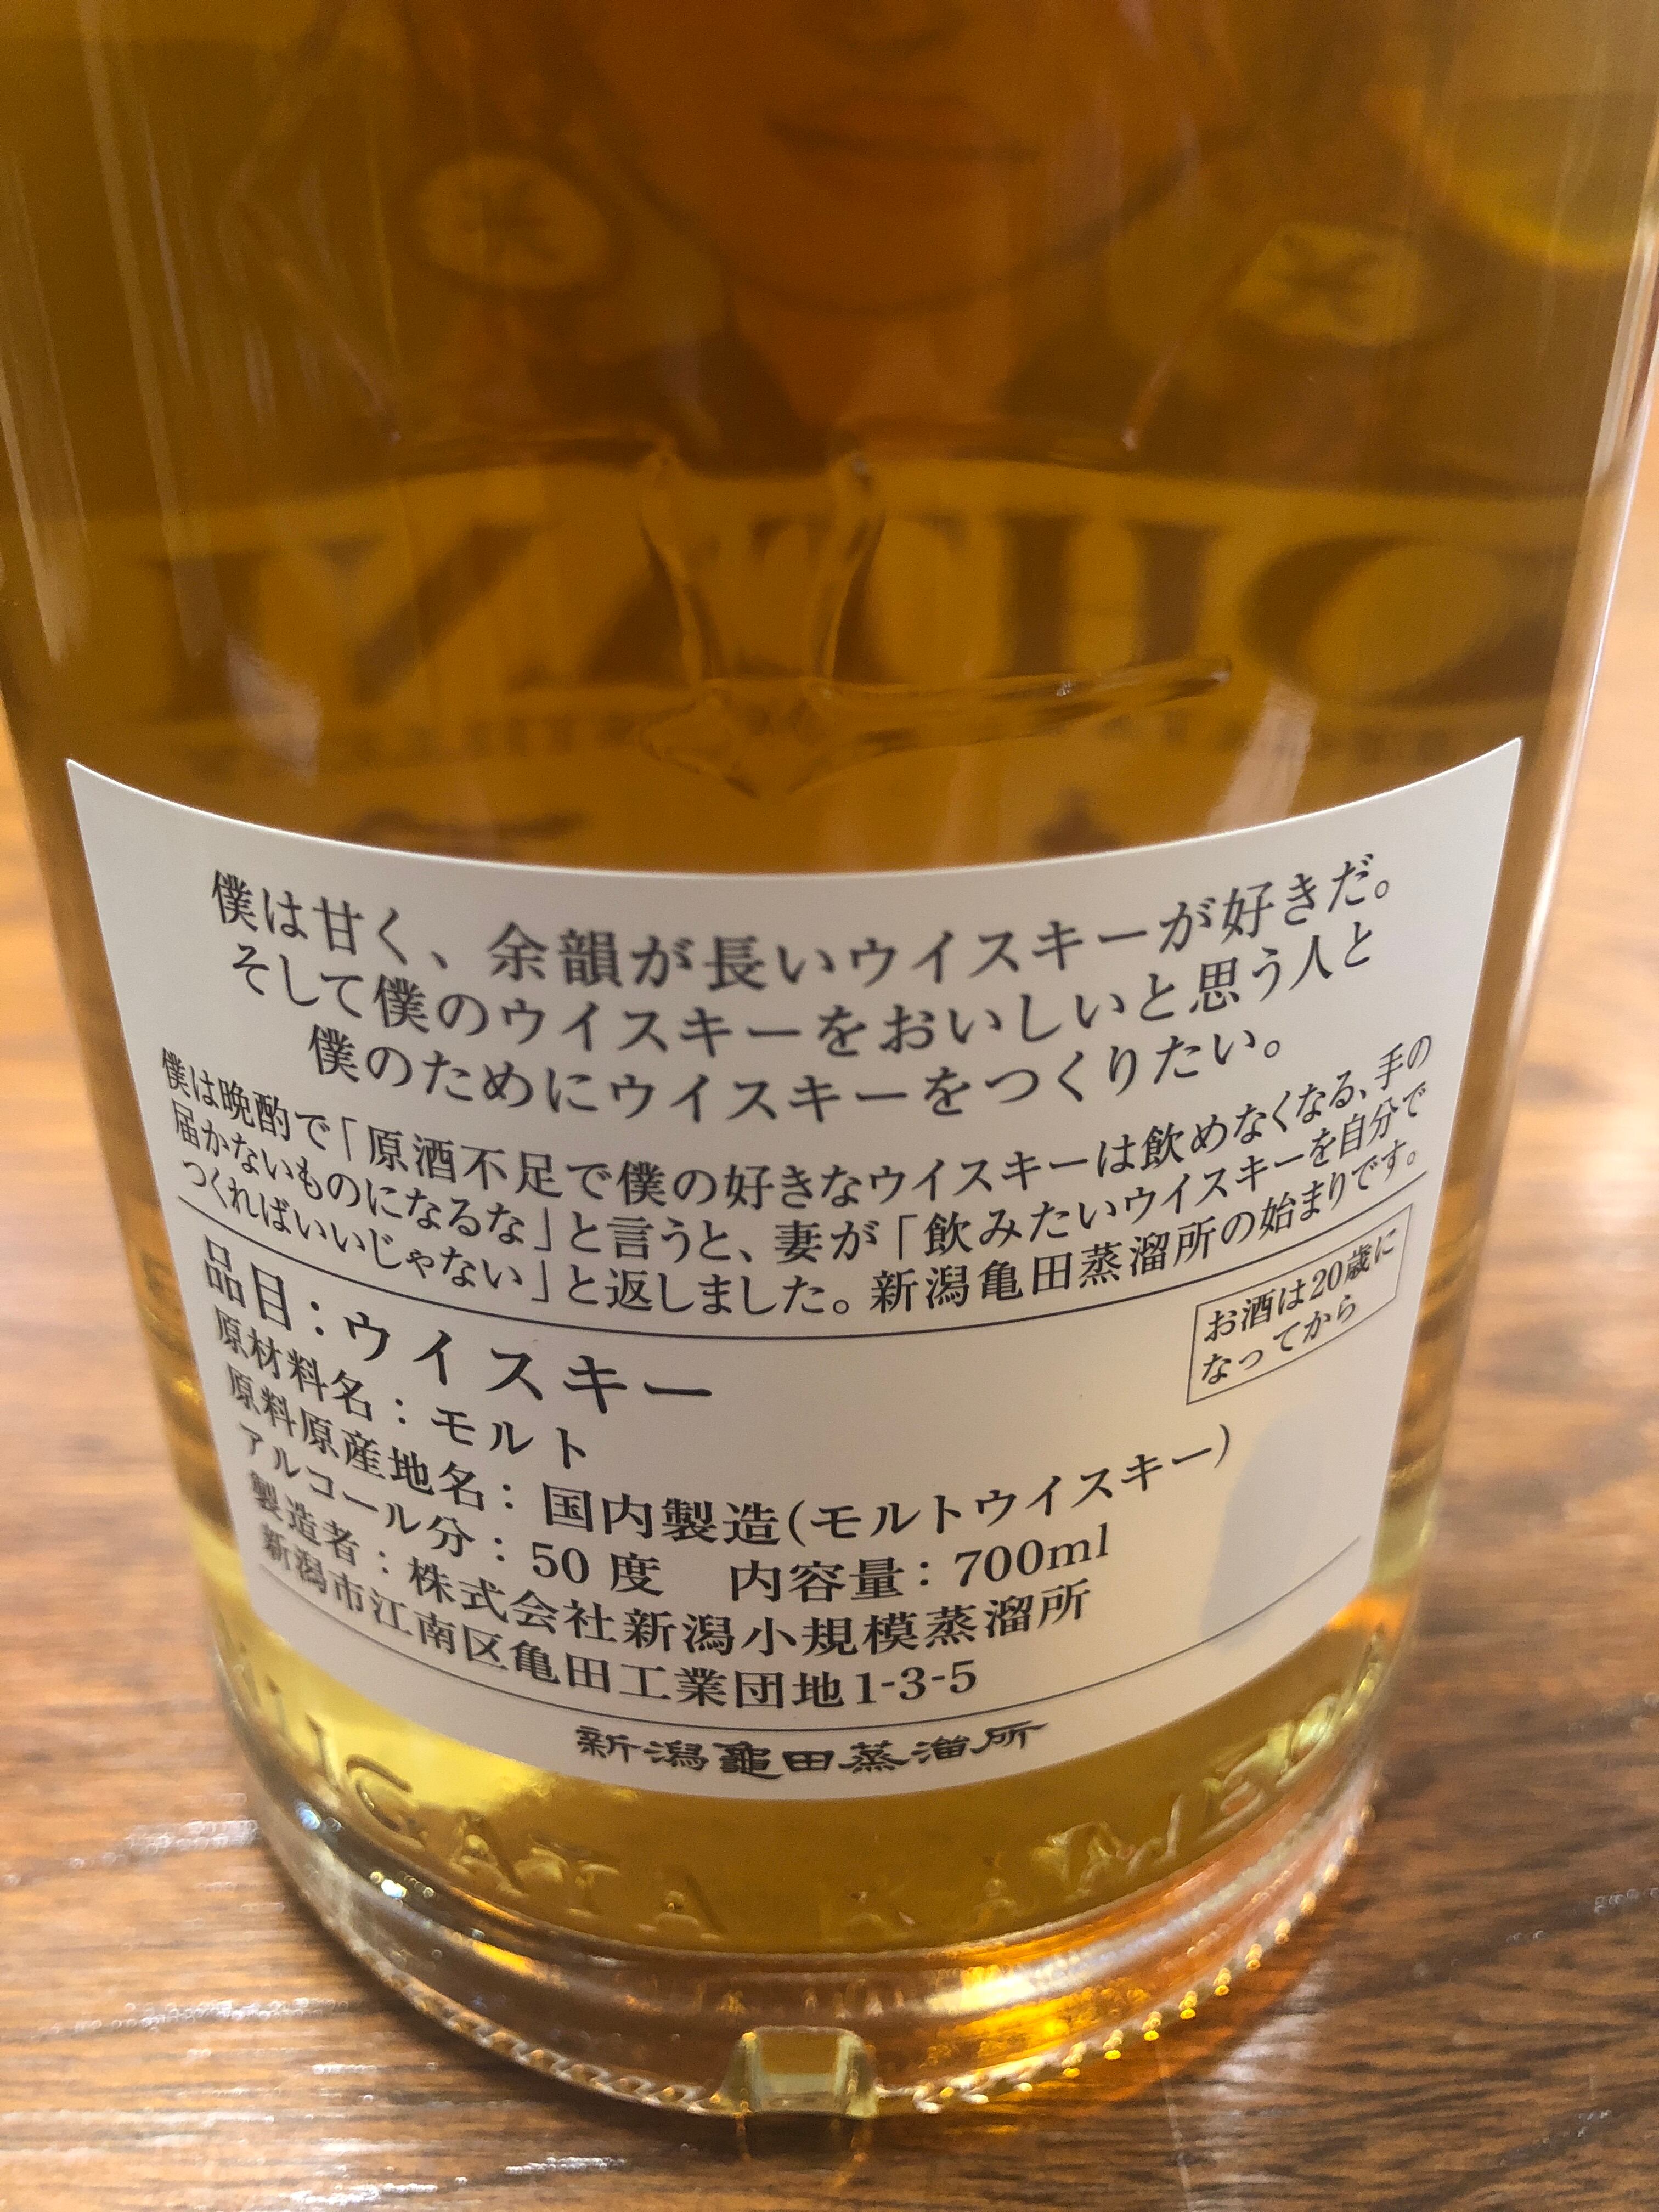 僕は甘く、余韻が長いウイスキーが好きだ。
そして僕のウイスキーをおいしいと思う人と
僕のためにウイスキーをつくりたい。
僕は晩酌で「原酒不足で僕の好きなウイスキーは飲めなくなる、手の
届かないものになるな」と言うと、妻が「飲みたいウイスキーを自分で
つくればいいじゃない」と返しました。新潟亀田蒸溜所の始まりです。
お酒は20歳に
なってから
品目：ウイスキー
原材料名：モルト
原料原産地名：国内製造(モルトウイスキー)
アルコール分：50度　内容量：700ml
製造者：株式会社新潟小規模蒸溜所
新潟市江南区亀田工業団地1-3-5
新潟龜田蒸溜所
NIIGATA KAMEDA